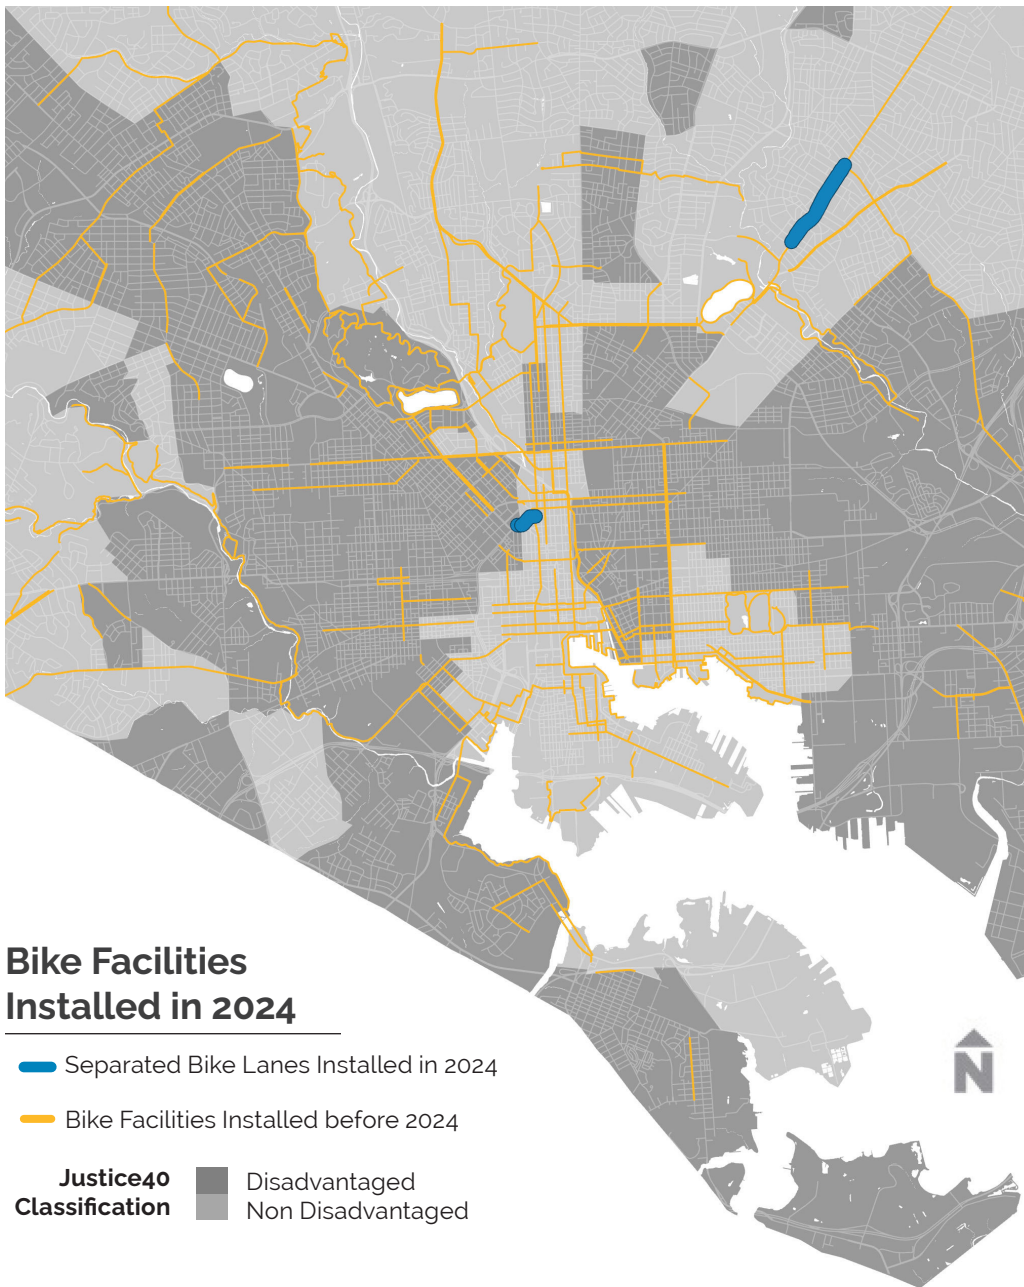 Bike Facilities
Installed in 2024
Separated Bike Lanes Installed in 2024
Bike Facilities Installed before 2024
Justice40
Classification
Disadvantaged
Non Disadvantaged
N